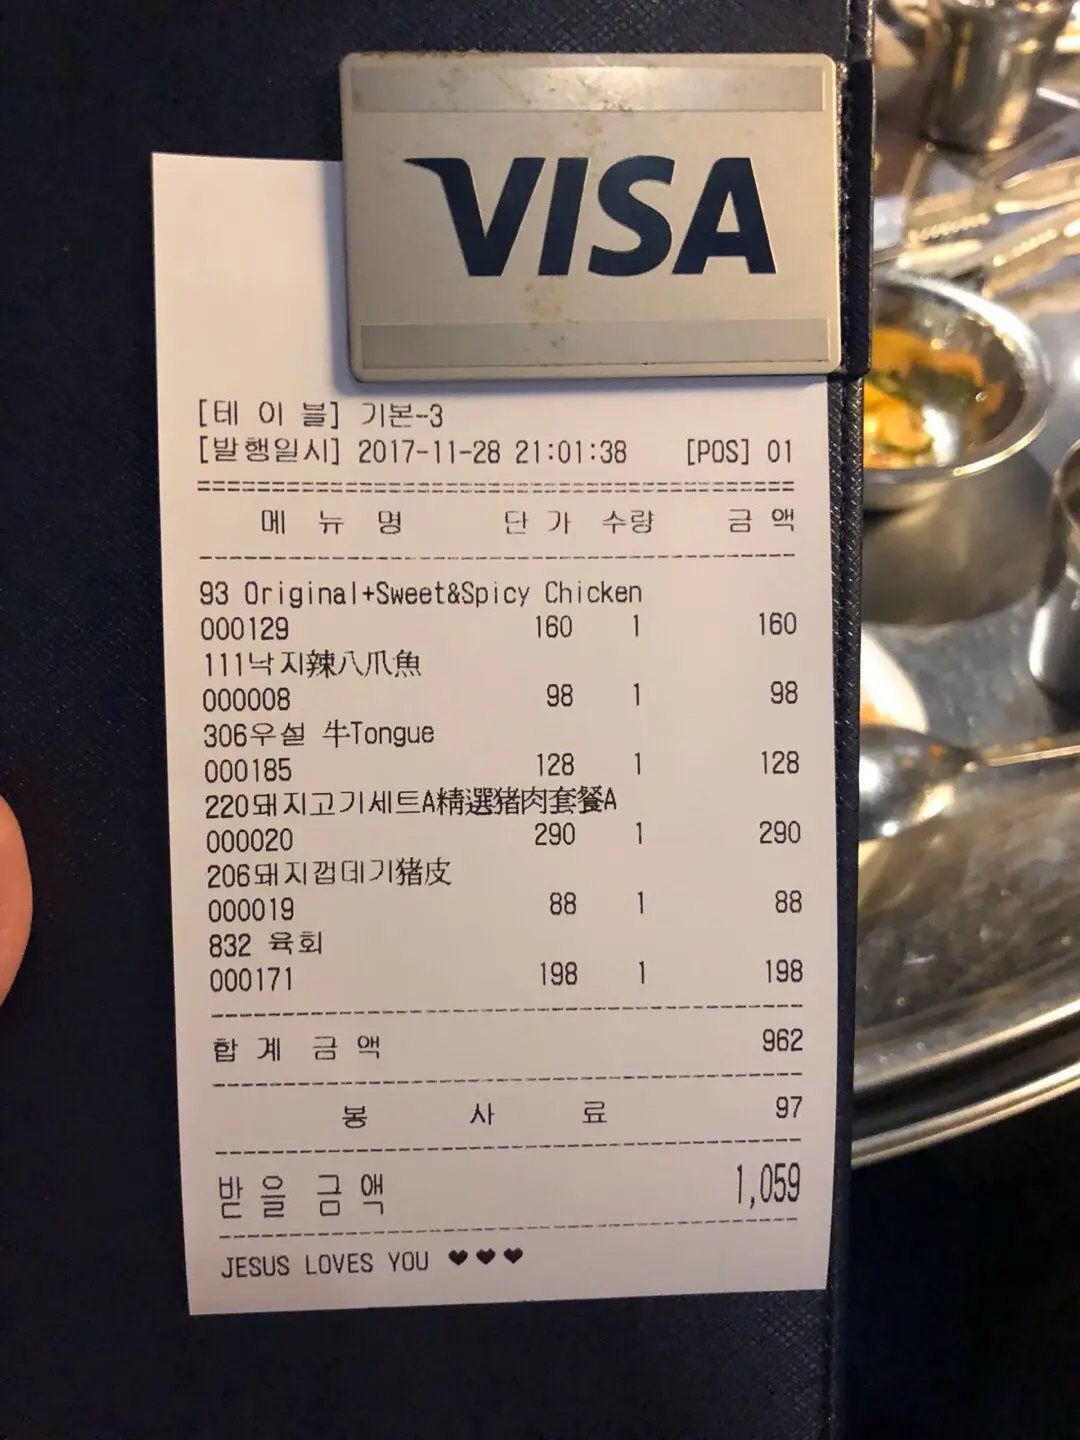 VISA
[테 이 블] 기본-3
[발행일시] 2017-11-28 21:01:38 [POS] 01
메 뉴 명 단 가 수량 금 액
93 Original+Sweet&Spicy Chicken
000129 160 1 160
111낙지辣八爪魚
000008 98 1 98
306우설 牛Tongue
000185 128 1 128
220돼지고기세트A精選猪肉套餐A
000020 290 1 290
206돼지껍데기猪皮
000019 88 1 88
832 육회
000171 198 1 198
합 계 금 액 962
봉 사 료 97
받 을 금 액 1,059
JESUS LOVES YOU ♥♥♥